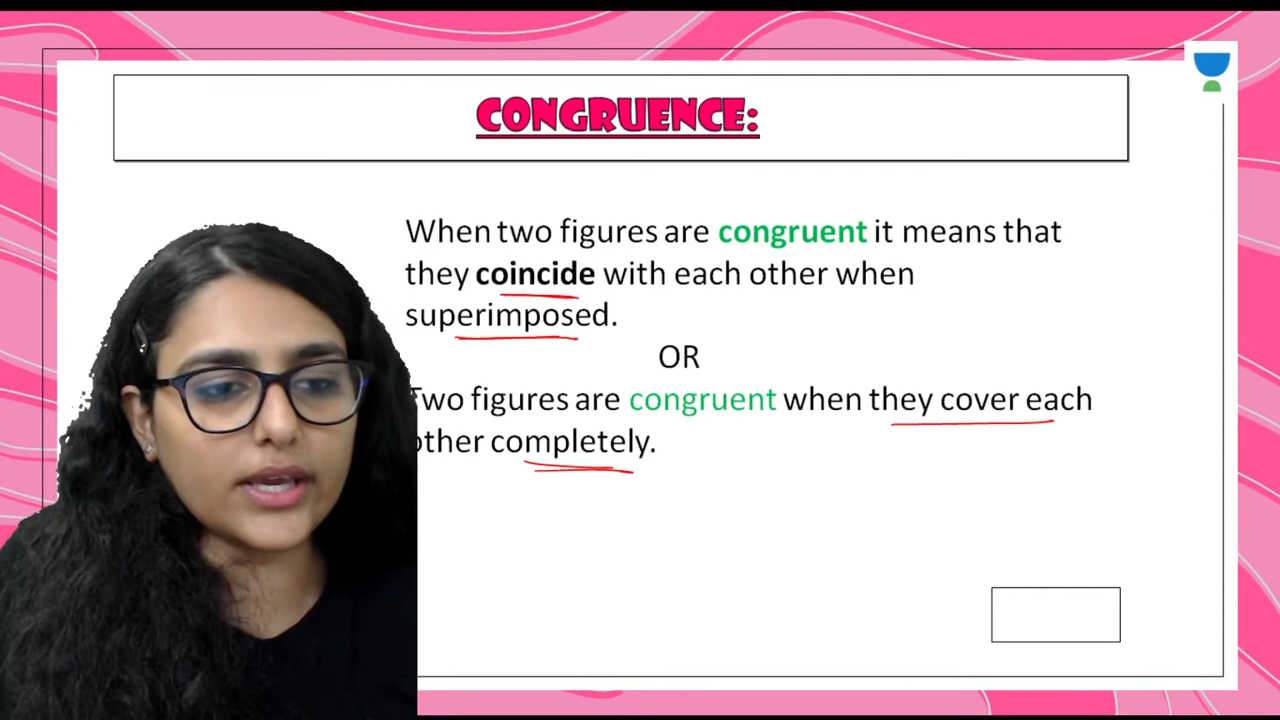 CONGRUENCE:
When two figures are congruent it means that
they coincide with each other when
superimposed.
OR
Two figures are congruent when they cover each
other completely.